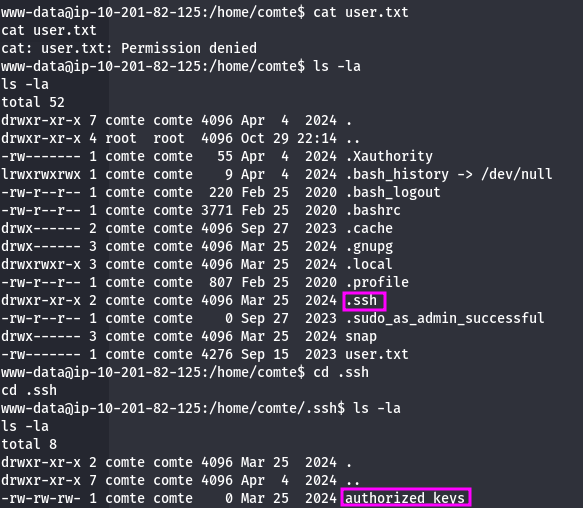 www-data@ip-10-201-82-125:/home/comte$ cat user.txt
cat user.txt
cat: user.txt: Permission denied
www-data@ip-10-201-82-125:/home/comte$ ls -la
ls -la
total 52
drwxr-xr-x 7 comte comte 4096 Apr  4  2024 .
drwxr-xr-x 4 root  root  4096 Oct 29 22:14 ..
-rw------- 1 comte comte   55 Apr  4  2024 .Xauthority
lrwxrwxrwx 1 comte comte    9 Apr  4  2024 .bash_history -> /dev/null
-rw-r--r-- 1 comte comte  220 Feb 25  2020 .bash_logout
-rw-r--r-- 1 comte comte 3771 Feb 25  2020 .bashrc
drwx------ 2 comte comte 4096 Sep 27  2023 .cache
drwx------ 3 comte comte 4096 Mar 25  2024 .gnupg
drwxrwxr-x 3 comte comte 4096 Mar 25  2024 .local
-rw-r--r-- 1 comte comte  807 Feb 25  2020 .profile
drwxr-xr-x 2 comte comte 4096 Mar 25  2024 .ssh
-rw-r--r-- 1 comte comte    0 Sep 27  2023 .sudo_as_admin_successful
drwx------ 3 comte comte 4096 Mar 25  2024 snap
-rw------- 1 comte comte 4276 Sep 15  2023 user.txt
www-data@ip-10-201-82-125:/home/comte$ cd .ssh
cd .ssh
www-data@ip-10-201-82-125:/home/comte/.ssh$ ls -la
ls -la
total 8
drwxr-xr-x 2 comte comte 4096 Mar 25  2024 .
drwxr-xr-x 7 comte comte 4096 Apr  4  2024 ..
-rw-rw-rw- 1 comte comte    0 Mar 25  2024 authorized_keys